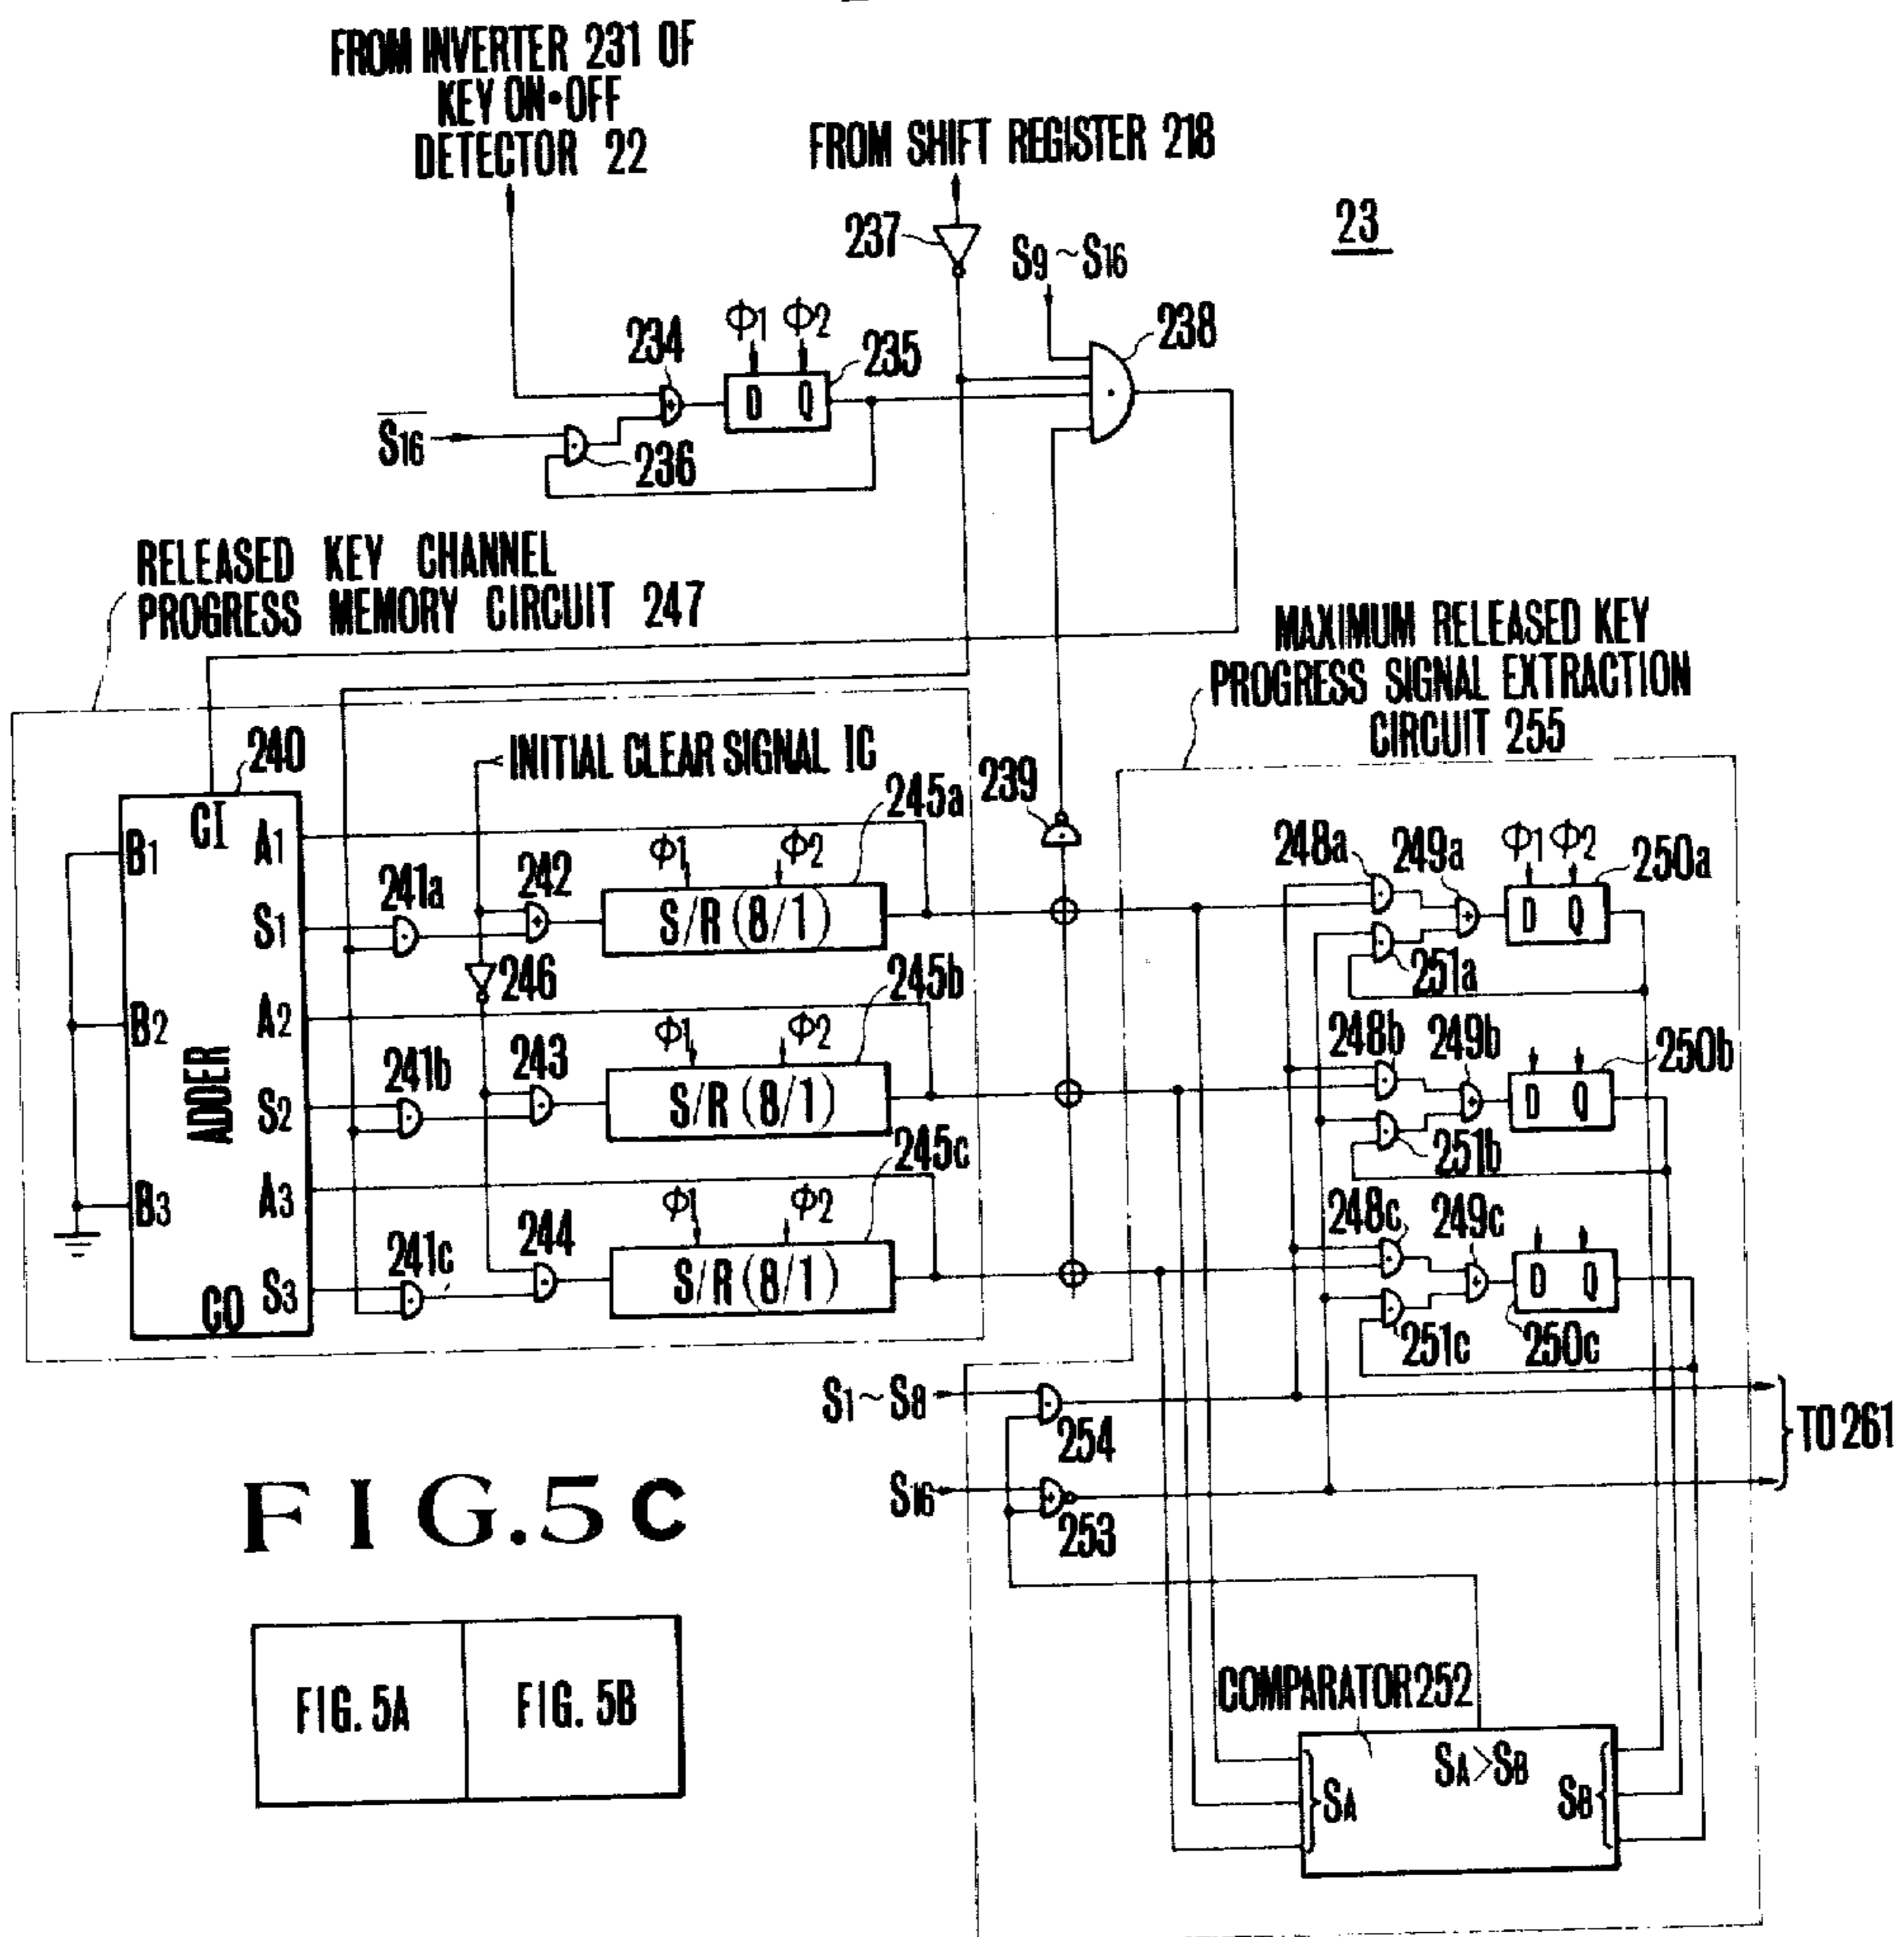 FROM INVERTER 231 OF
KEY ON•OFF
DETECTOR 22
FROM SHIFT REGISTER 218
237
S9~S16
23
238
234
Φ1 Φ2
235
D Q
S16
236
RELEASED KEY CHANNEL
PROGRESS MEMORY CIRCUIT 247
MAXIMUM RELEASED KEY
PROGRESS SIGNAL EXTRACTION
CIRCUIT 255
240
INITIAL CLEAR SIGNAL IC
239
245a
CI
B1
A1
241a
242
Φ1 Φ2
S/R (8/1)
S1
248a
249a
Φ1 Φ2
250a
D Q
251a
246
245b
B2
A2
ADDER
241b
243
Φ1 Φ2
S/R (8/1)
S2
248b
249b
250b
D Q
251b
245c
B3
A3
241c
244
Φ1 Φ2
S/R (8/1)
CO
S3
248c
249c
D Q
251c
250c
S1~S8
254
TO 261
S16
253
FIG.5C
FIG. 5A
FIG. 5B
COMPARATOR 252
SA>SB
SA
SB